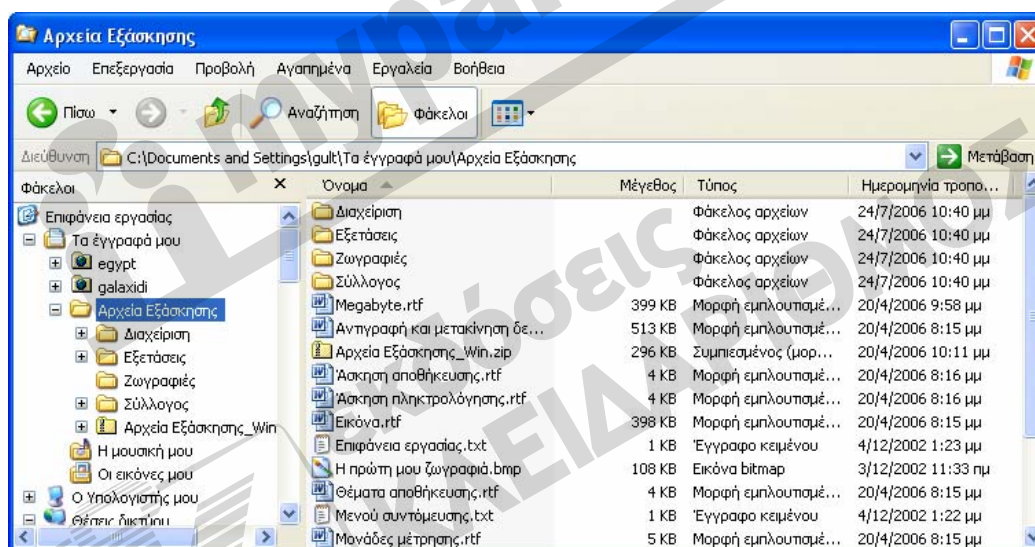 Αρχεία Εξάσκησης
Αρχείο Επεξεργασία Προβολή Αγαπημένα Εργαλεία Βοήθεια
Πίσω Αναζήτηση Φάκελοι
Διεύθυνση C:\Documents and Settings\gult\Τα έγγραφά μου\Αρχεία Εξάσκησης Μετάβαση
Φάκελοι
Επιφάνεια εργασίας
Τα έγγραφά μου
egypt
galaxidi
Αρχεία Εξάσκησης
Διαχείριση
Εξετάσεις
Ζωγραφιές
Σύλλογος
Αρχεία Εξάσκησης_Win
Η μουσική μου
Οι εικόνες μου
Ο Υπολογιστής μου
Θέσεις δικτύου
Όνομα Μέγεθος Τύπος Ημερομηνία τροπο...
Διαχείριση Φάκελος αρχείων 24/7/2006 10:40 μμ
Εξετάσεις Φάκελος αρχείων 24/7/2006 10:40 μμ
Ζωγραφιές Φάκελος αρχείων 24/7/2006 10:40 μμ
Σύλλογος Φάκελος αρχείων 24/7/2006 10:40 μμ
Megabyte.rtf 399 KB Μορφή εμπλουτισμέ... 20/4/2006 9:58 μμ
Αντιγραφή και μετακίνηση δε... 513 KB Μορφή εμπλουτισμέ... 20/4/2006 8:15 μμ
Αρχεία Εξάσκησης_Win.zip 296 KB Συμπιεσμένος (μορ... 20/4/2006 10:11 μμ
Άσκηση αποθήκευσης.rtf 4 KB Μορφή εμπλουτισμέ... 20/4/2006 8:16 μμ
Άσκηση πληκτρολόγησης.rtf 4 KB Μορφή εμπλουτισμέ... 20/4/2006 8:16 μμ
Εικόνα.rtf 398 KB Μορφή εμπλουτισμέ... 20/4/2006 8:15 μμ
Επιφάνεια εργασίας.txt 1 KB Έγγραφο κειμένου 4/12/2002 1:23 μμ
Η πρώτη μου ζωγραφιά.bmp 108 KB Εικόνα bitmap 3/12/2002 11:33 πμ
Θέματα αποθήκευσης.rtf 4 KB Μορφή εμπλουτισμέ... 20/4/2006 8:15 μμ
Μενού συντόμευσης.txt 1 KB Έγγραφο κειμένου 4/12/2002 1:22 μμ
Μονάδες μέτρησης.rtf 5 KB Μορφή εμπλουτισμέ... 20/4/2006 8:15 μμ
εκδόσεις
ΚΛΕΙΔΑΡΙΘΜΟΣ